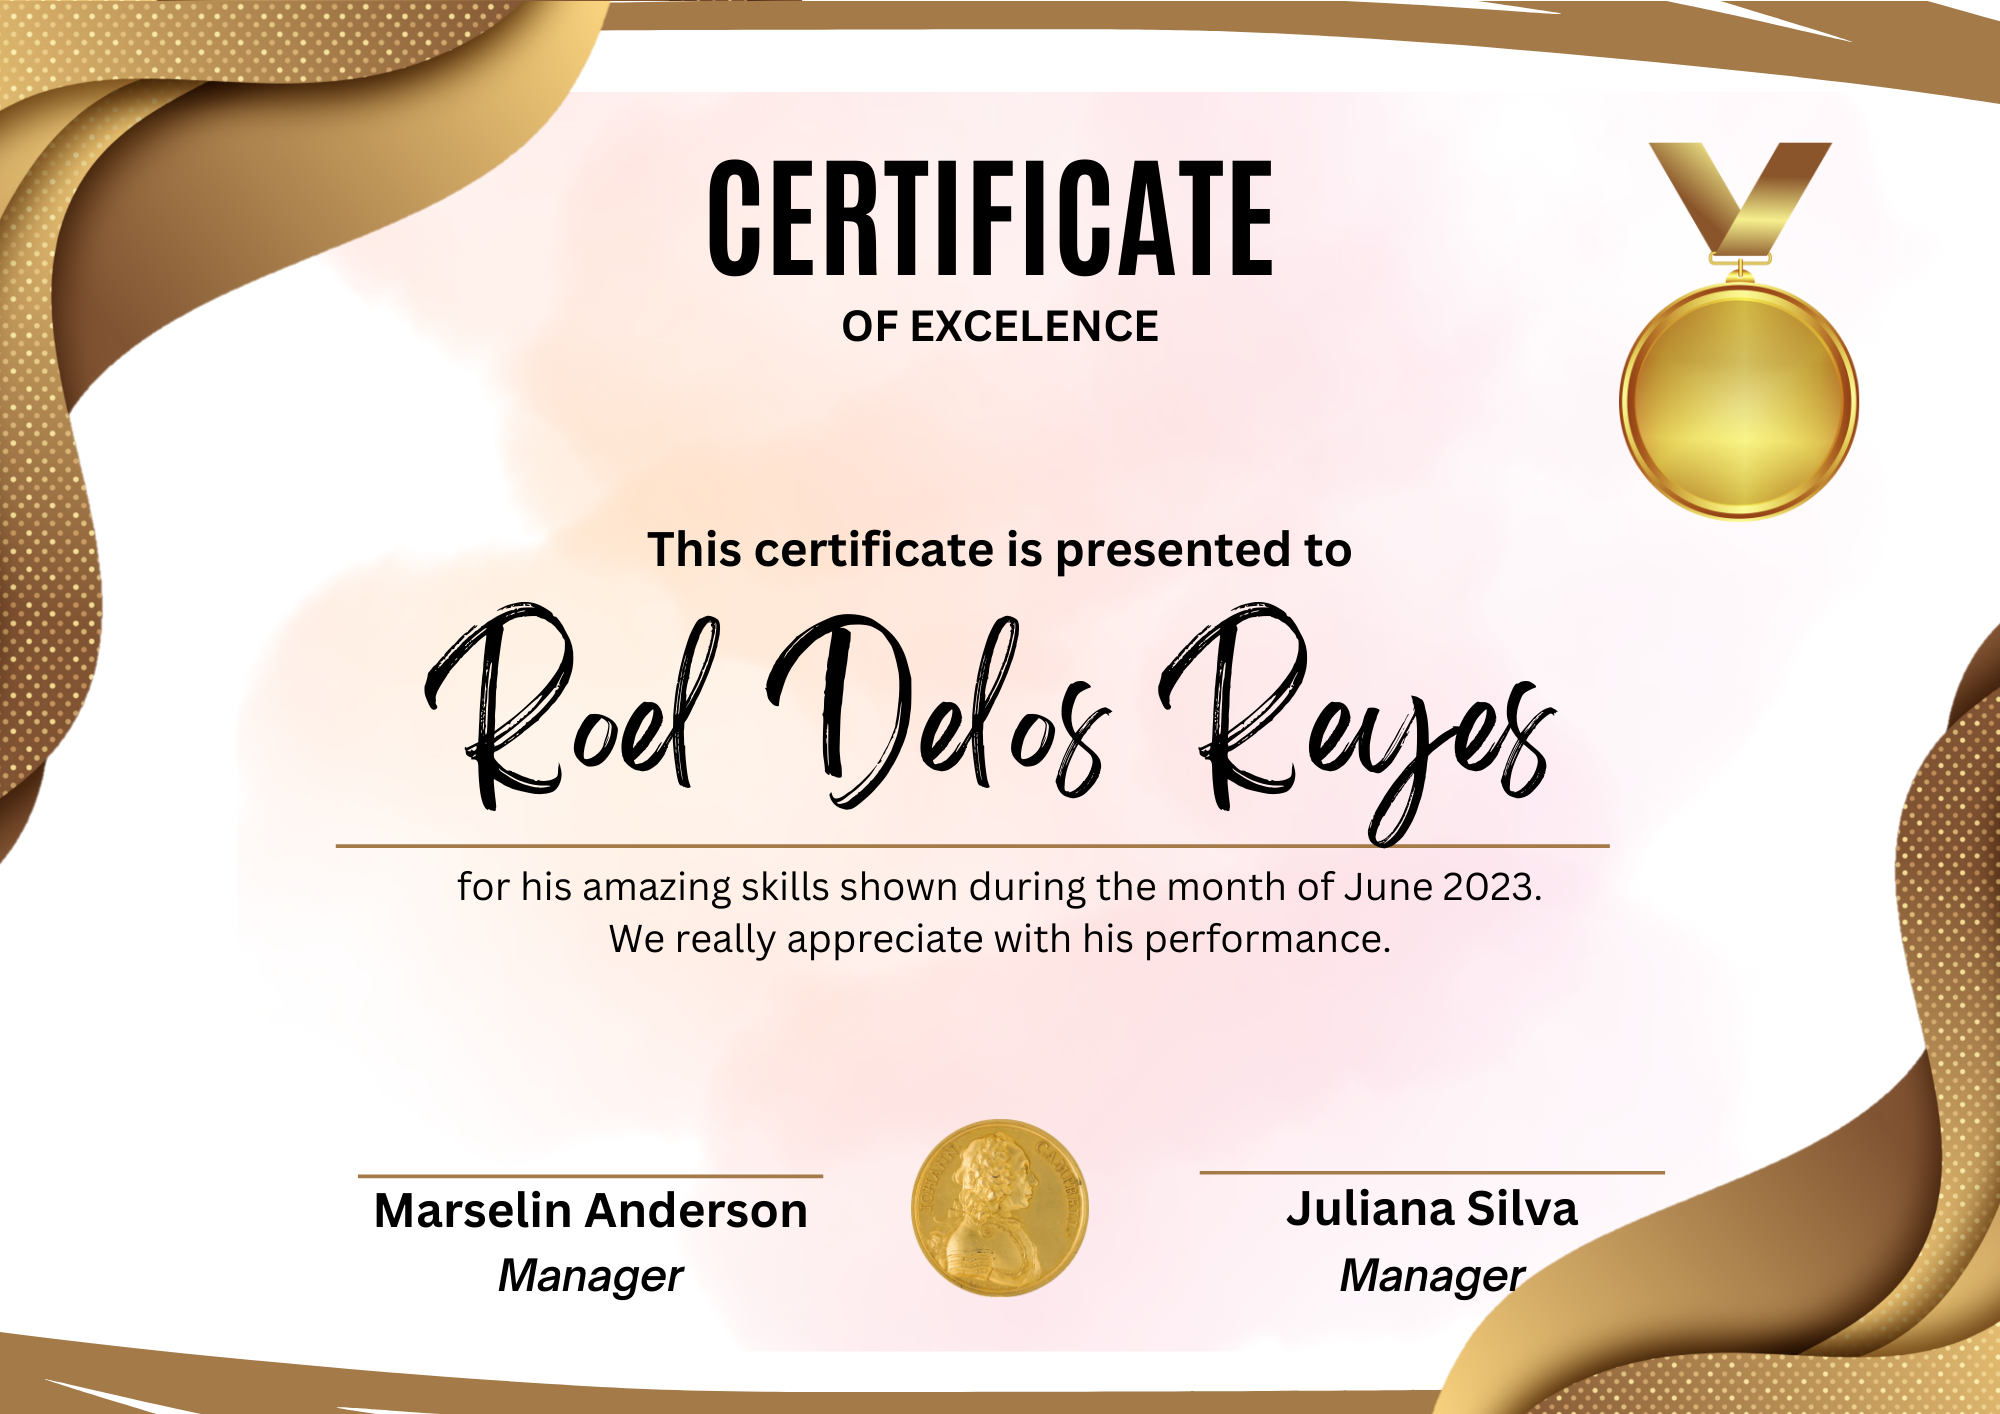 CERTIFICATE
OF EXCELENCE
This certificate is presented to
Roel Delos Reyes
for his amazing skills shown during the month of June 2023.
We really appreciate with his performance.
Marselin Anderson
Manager
Juliana Silva
Manager